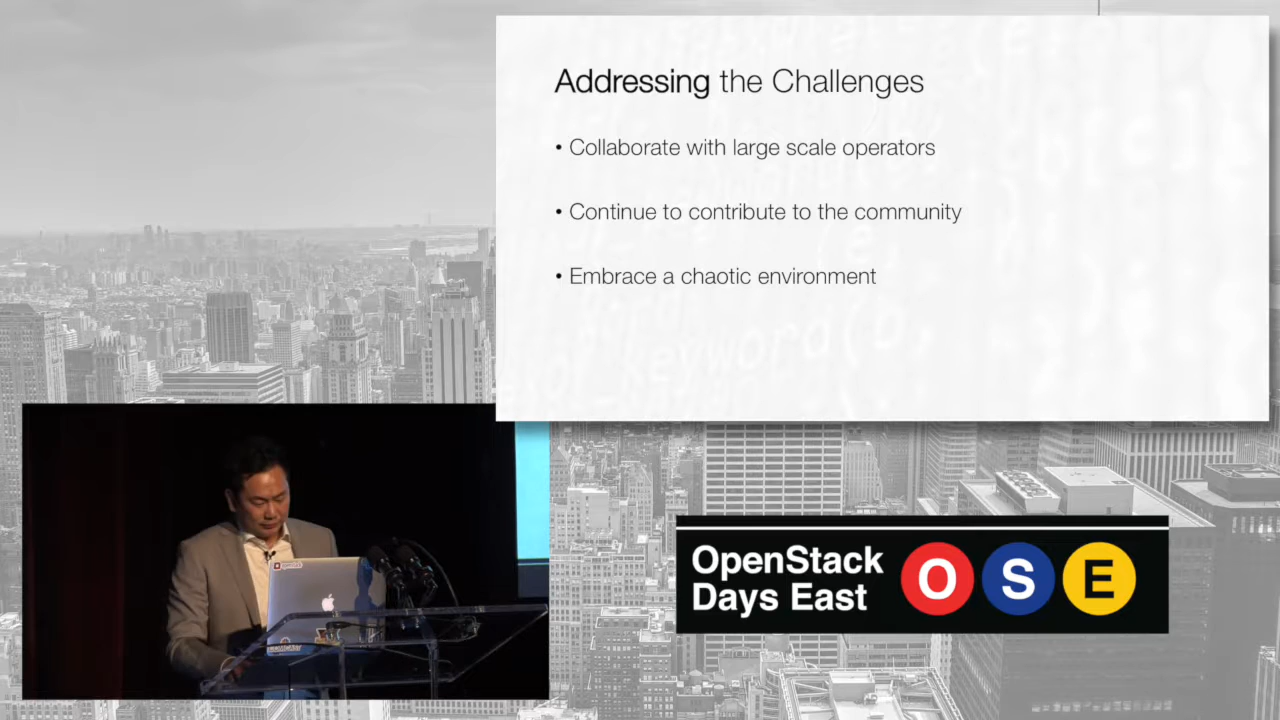 Addressing the Challenges
• Collaborate with large scale operators
• Continue to contribute to the community
• Embrace a chaotic environment
openstack
OpenStack
Days East
O S E